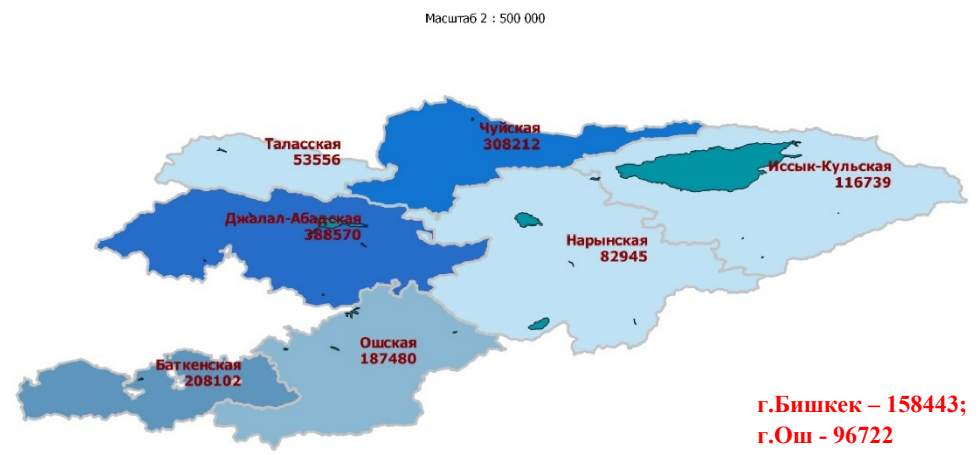 Масштаб 2 : 500 000
Таласская
53556
Чуйская
308212
Иссык-Кульская
116739
Джалал-Абадская
388570
Нарынская
82945
Ошская
187480
Баткенская
208102
г.Бишкек – 158443;
г.Ош - 96722